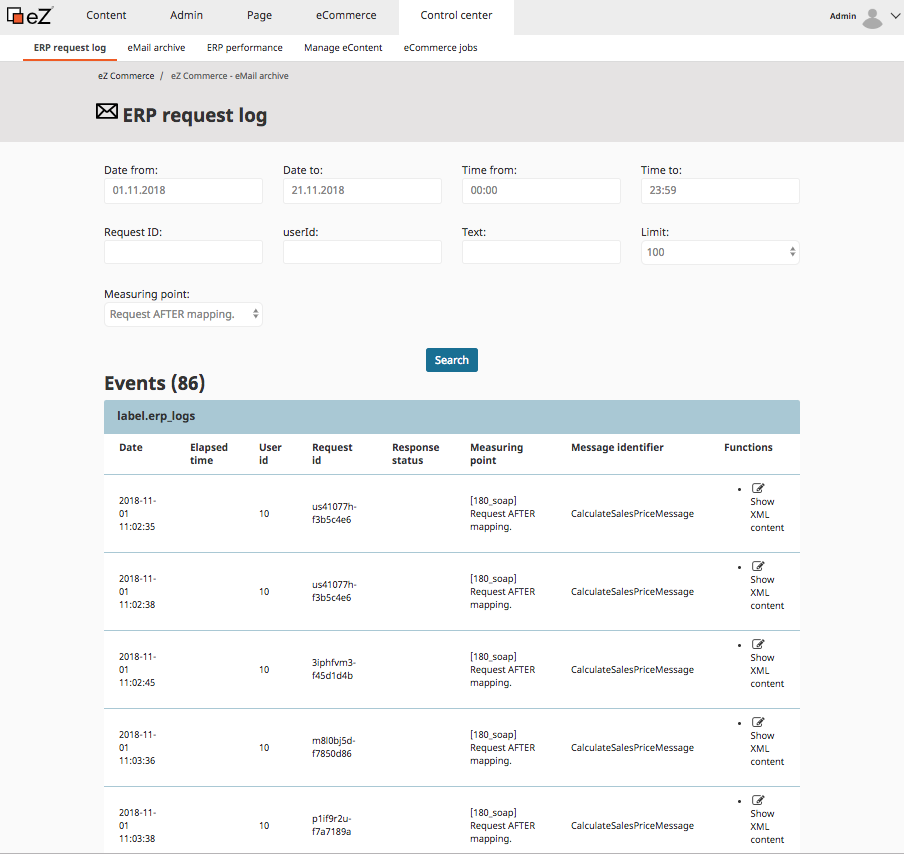 eZ Content Admin Page eCommerce Control center Admin
ERP request log eMail archive ERP performance Manage eContent eCommerce jobs
eZ Commerce / eZ Commerce - eMail archive
ERP request log
Date from: Date to: Time from: Time to:
01.11.2018 21.11.2018 00:00 23:59
Request ID: userId: Text: Limit:
100
Measuring point:
Request AFTER mapping.
Search
Events (86)
label.erp_logs
Date Elapsed User Request Response Measuring Message identifier Functions
time id id status point
2018-11-
01
11:02:35
10
us41077h-
f3b5c4e6
[180_soap]
Request AFTER
mapping.
CalculateSalesPriceMessage
Show
XML
content
2018-11-
01
11:02:38
10
us41077h-
f3b5c4e6
[180_soap]
Request AFTER
mapping.
CalculateSalesPriceMessage
Show
XML
content
2018-11-
01
11:02:45
10
3iphfvm3-
f45d1d4b
[180_soap]
Request AFTER
mapping.
CalculateSalesPriceMessage
Show
XML
content
2018-11-
01
11:03:36
10
m8l0bj5d-
f7850d86
[180_soap]
Request AFTER
mapping.
CalculateSalesPriceMessage
Show
XML
content
2018-11-
01
11:03:38
10
p1if9r2u-
f7a7189a
[180_soap]
Request AFTER
mapping.
CalculateSalesPriceMessage
Show
XML
content